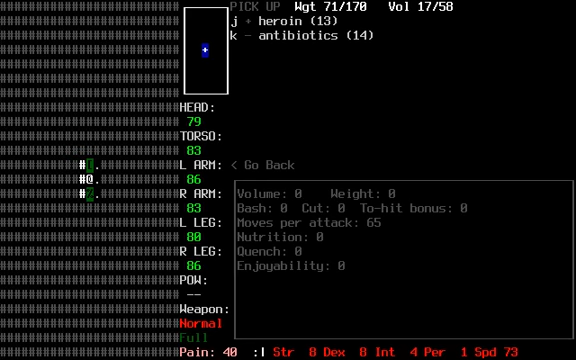 PICK UP Wgt 71/170 Vol 17/58
j + heroin (13)
k - antibiotics (14)
HEAD:
79
TORSO:
83
L ARM: < Go Back
86
R ARM:
83
Volume: 0 Weight: 0
Bash: 0 Cut: 0 To-hit bonus: 0
L LEG: Moves per attack: 65
80 Nutrition: 0
R LEG: Quench: 0
86 Enjoyability: 0
POW:
--
Weapon:
Normal
Full
Pain: 40 :| Str 8 Dex 8 Int 4 Per 1 Spd 73